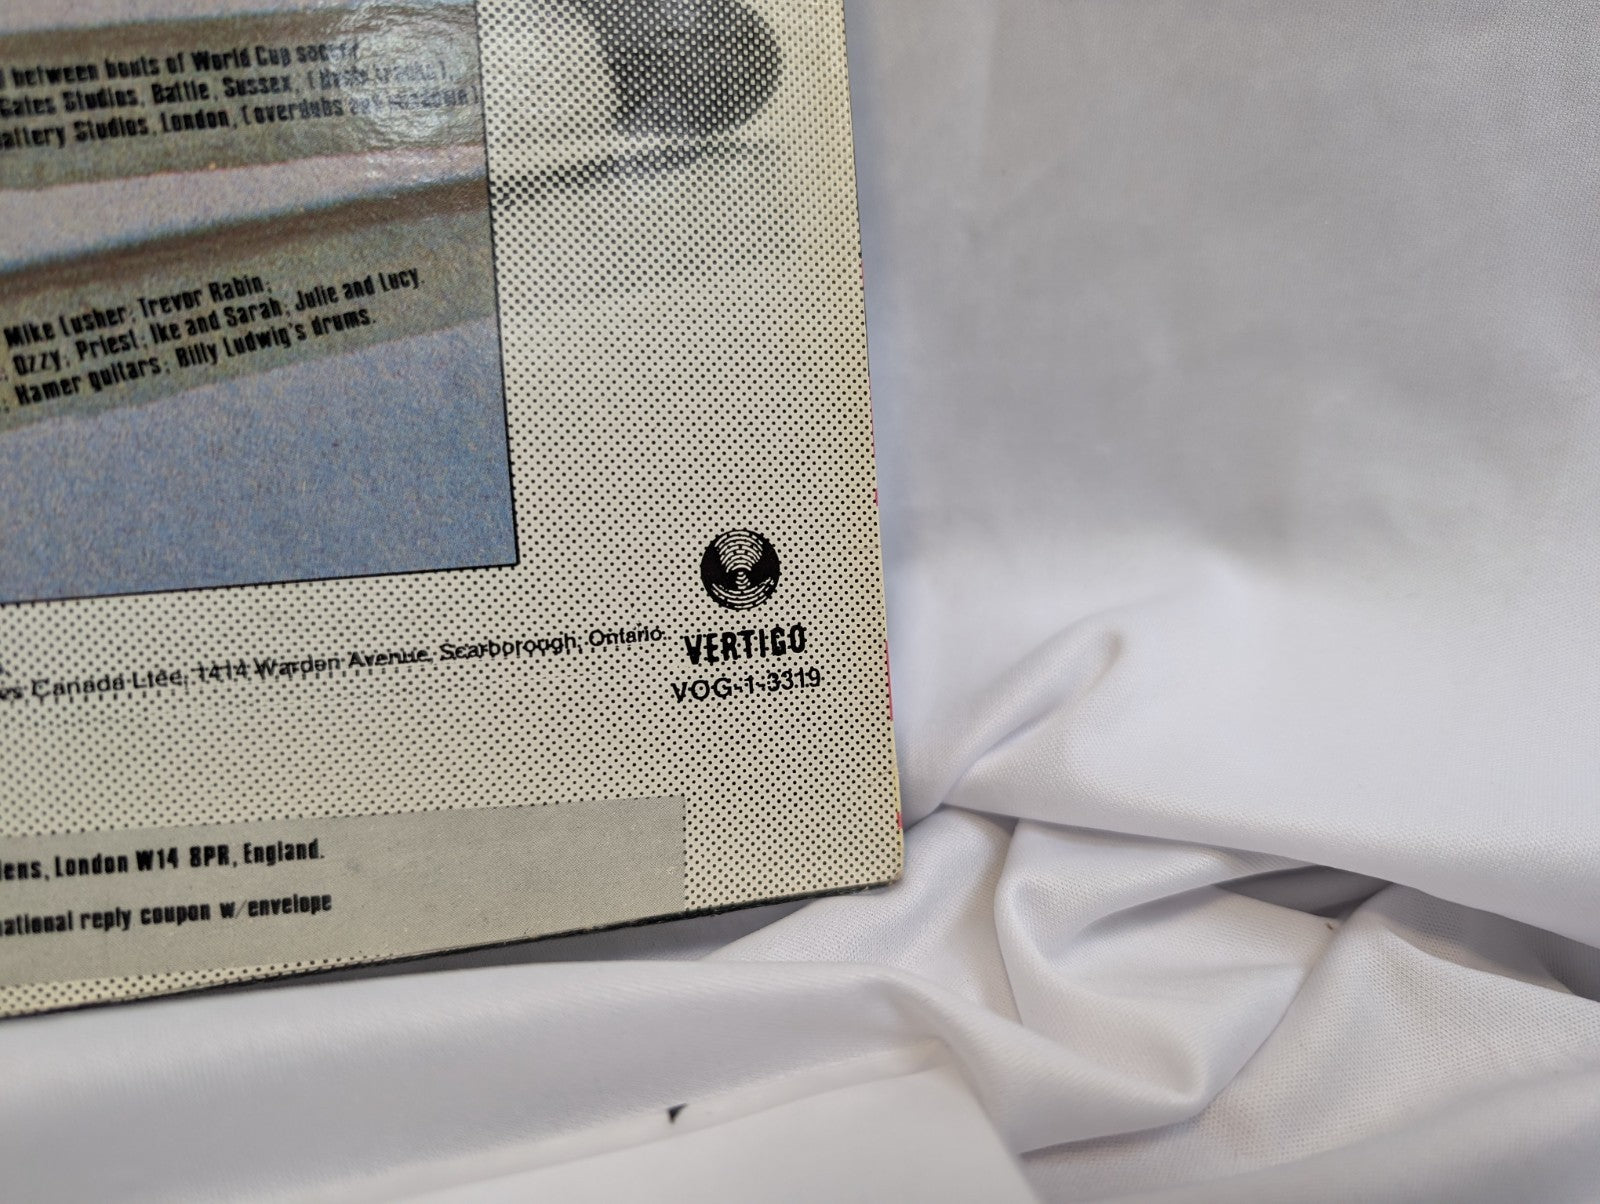 between bouts of World Cup soccer
Gates Studios, Battle, Sussex,
Battery Studios, London, (overdubs
Mike Lusher; Trevor Rabin;
Ozzy; Priest; Ike and Sarah; Julie and Lucy.
Hamer guitars; Billy Ludwig's drums.
Canada Ltée, 1414 Warden Avenue, Scarborough, Ontario.
VERTIGO
VOG-1-3319
ens, London W14 8PR, England.
national reply coupon w/envelope